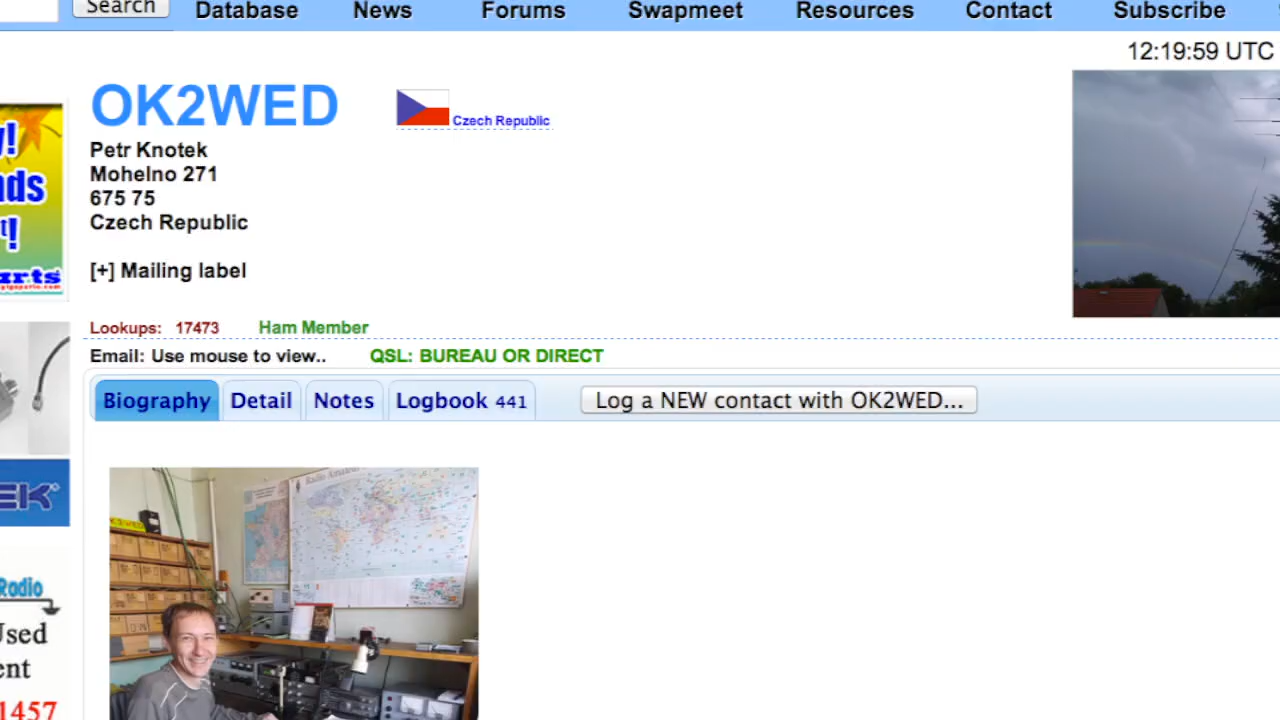 Search
Database News Forums Swapmeet Resources Contact Subscribe
12:19:59 UTC
OK2WED
Czech Republic
Petr Knotek
Mohelno 271
675 75
Czech Republic
[+] Mailing label
Lookups: 17473 Ham Member
Email: Use mouse to view.. QSL: BUREAU OR DIRECT
Biography Detail Notes Logbook 441 Log a NEW contact with OK2WED...
Radio
1457